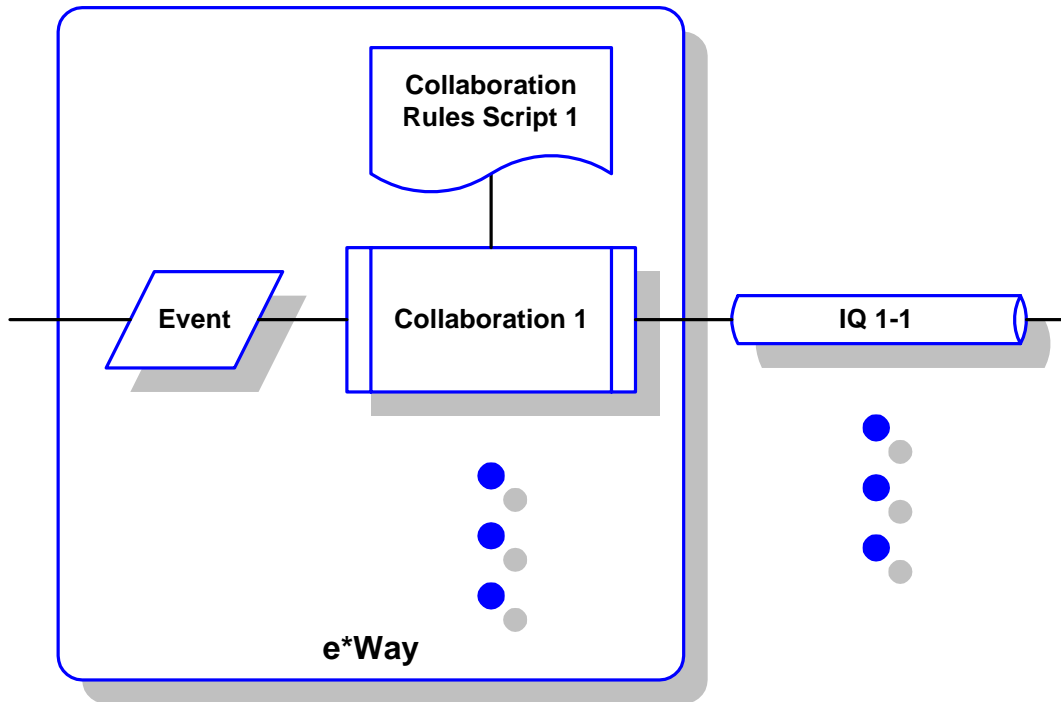 Collaboration
Rules Script 1
Event
Collaboration 1
IQ 1-1
e*Way